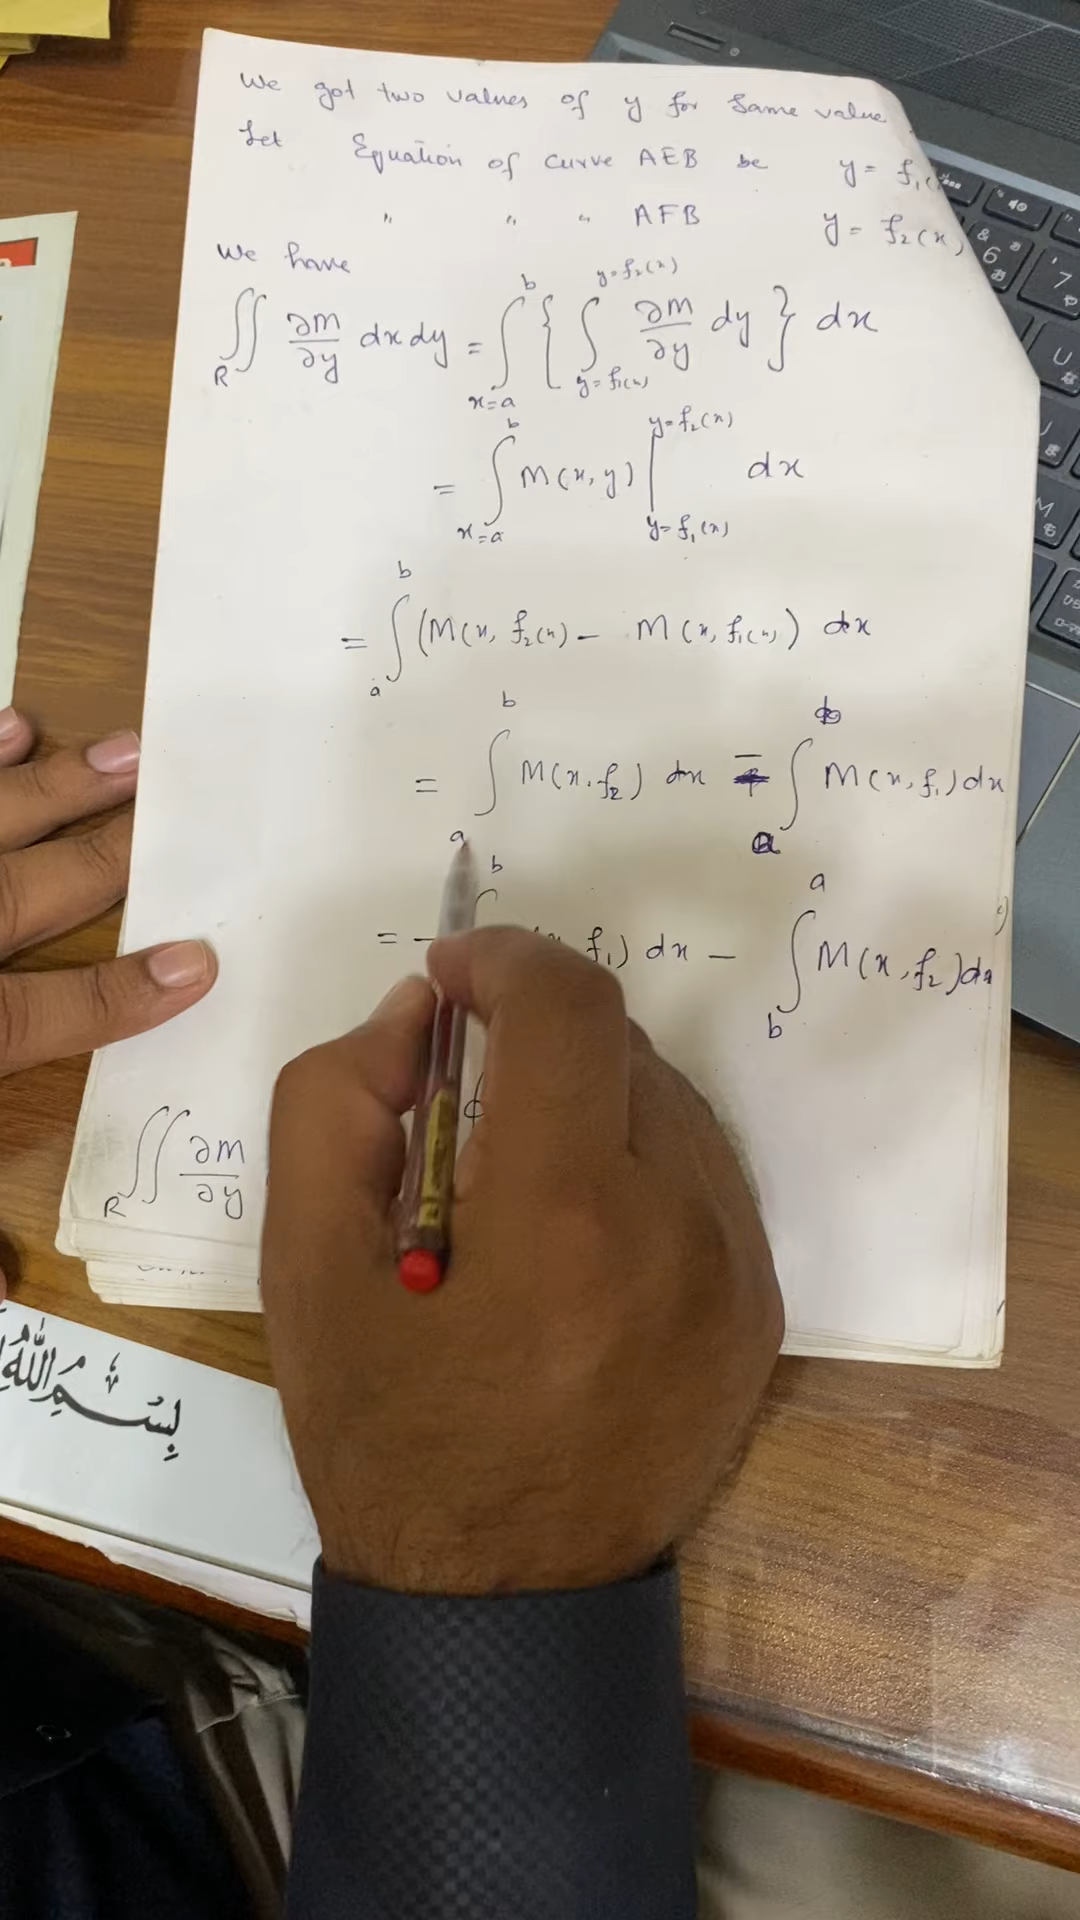 We got two values of y for Same value
Let Equation of curve AEB be y = f₁(
" " " AFB y = f₂(x)
We have
∬_R ∂M/∂y dx dy = ∫_{x=a}^{b} { ∫_{y=f₁(x)}^{y=f₂(x)} ∂M/∂y dy } dx
= ∫_{x=a}^{b} M(x, y) |_{y=f₁(x)}^{y=f₂(x)} dx
= ∫_a^b (M(x, f₂(x) - M(x, f₁(x)) dx
= ∫_a^b M(x, f₂) dx - ∫_a^b M(x, f₁) dx
= - ∫^b f₁) dx - ∫_b^a M(x, f₂) dx
∬_R ∂M/∂y
بِسْمِ اللَّهِ